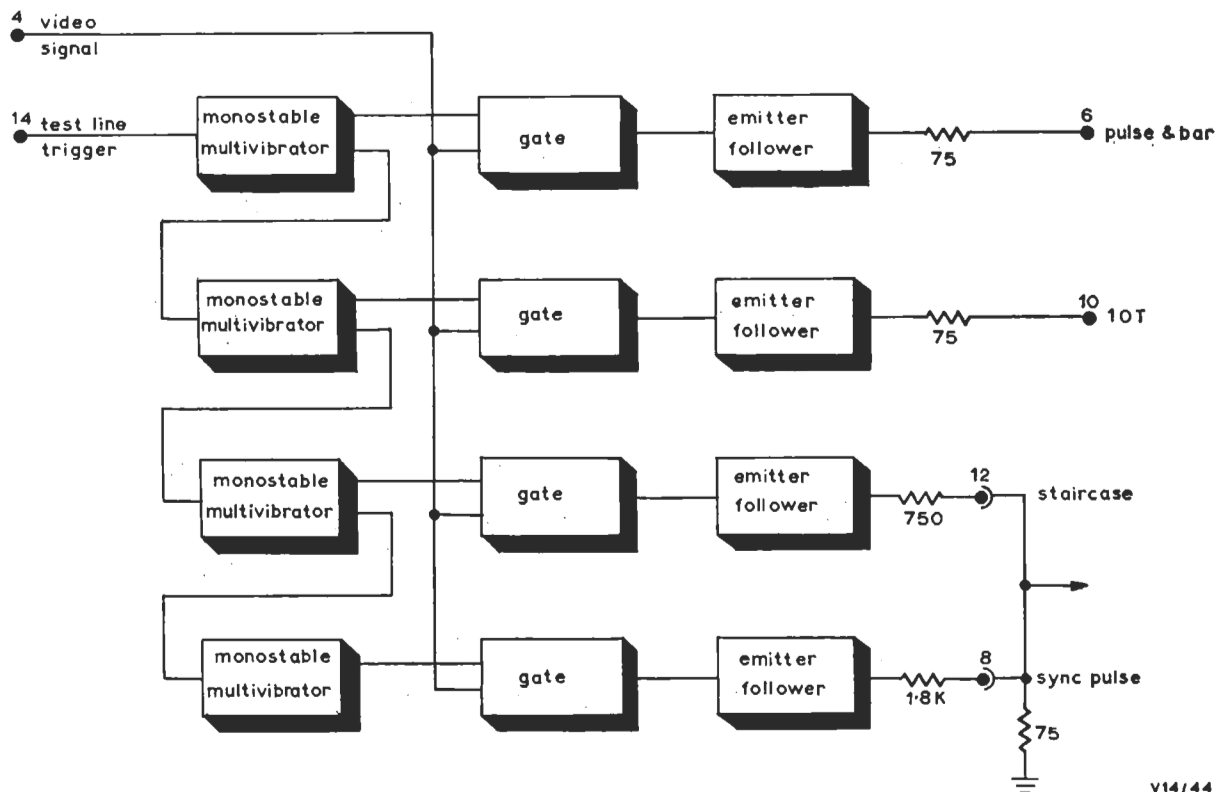 4 video
signal
14 test line
trigger
monostable
multivibrator
gate
emitter
follower
75
6
pulse & bar
monostable
multivibrator
gate
emitter
follower
75
10
10T
monostable
multivibrator
gate
emitter
follower
750
12
staircase
monostable
multivibrator
gate
emitter
follower
1·8K
8
sync pulse
75
V14/44